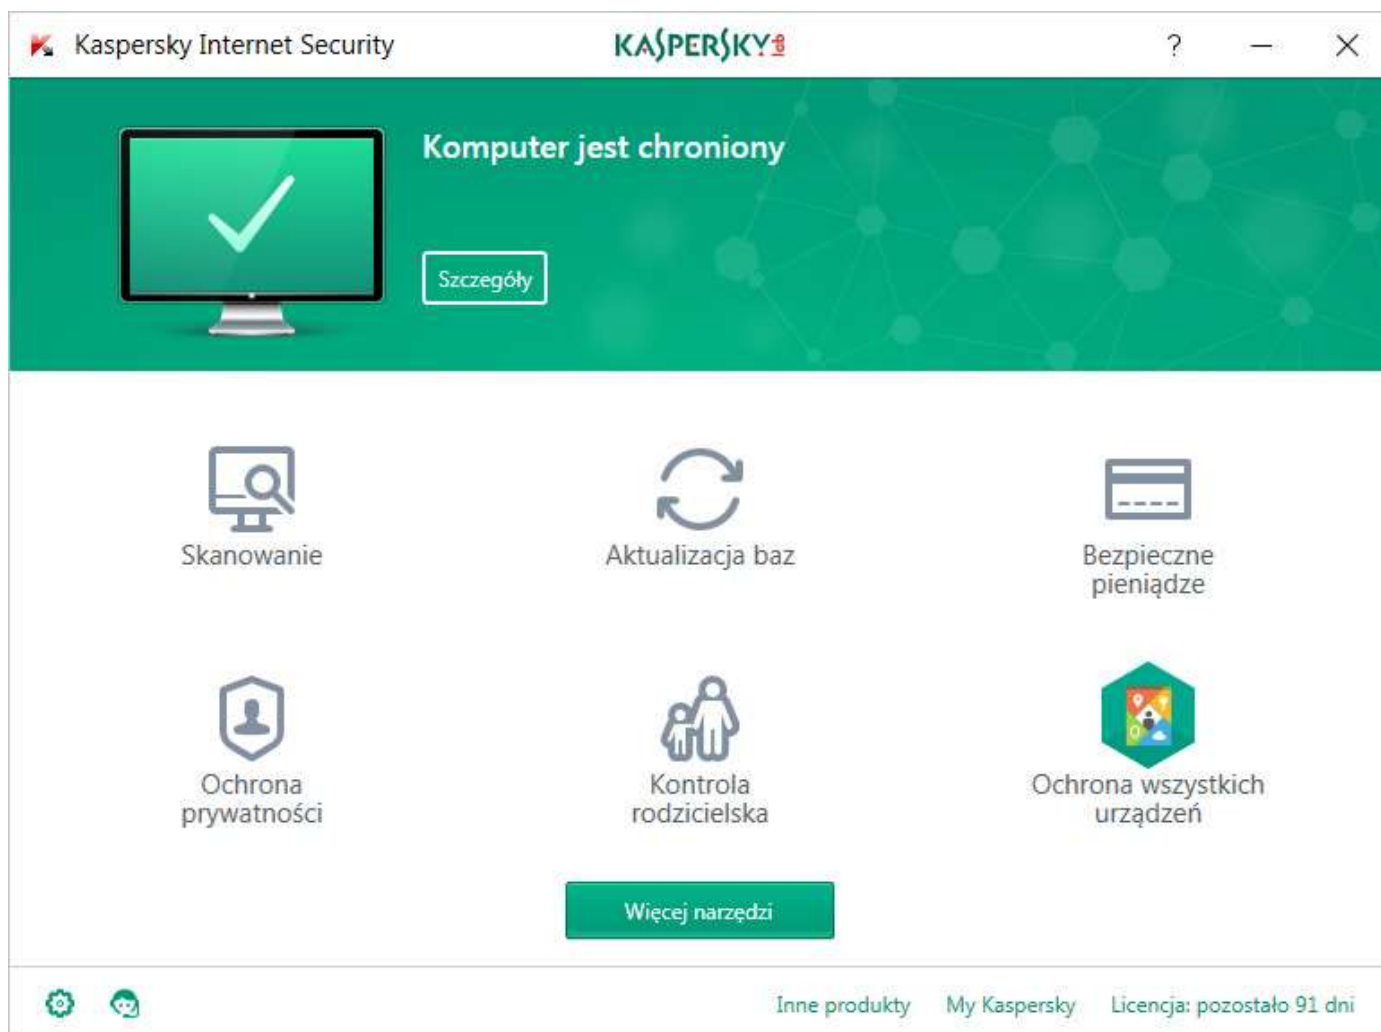 Kaspersky Internet Security
KASPERSKY lab
?
Komputer jest chroniony
Szczegóły
Skanowanie
Aktualizacja baz
Bezpieczne
pieniądze
Ochrona
prywatności
Kontrola
rodzicielska
Ochrona wszystkich
urządzeń
Więcej narzędzi
Inne produkty
My Kaspersky
Licencja: pozostało 91 dni